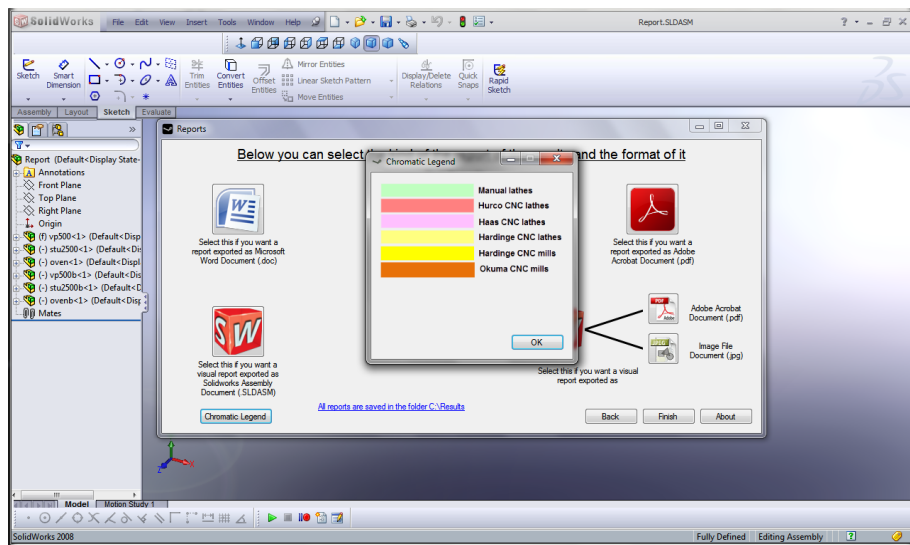 SolidWorks File Edit View Insert Tools Window Help Report.SLDASM
Sketch Smart Dimension
Trim Entities
Convert Entities
Offset Entities
Mirror Entities
Linear Sketch Pattern
Move Entities
Display/Delete Relations
Quick Snaps
Rapid Sketch
Assembly Layout Sketch Evaluate
Report (Default<Display State-
Annotations
Front Plane
Top Plane
Right Plane
Origin
(f) vp500<1> (Default<Disp
(-) stu2500<1> (Default<Dis
(-) oven<1> (Default<Displ
(-) vp500b<1> (Default<Dis
(-) stu2500b<1> (Default<D
(-) ovenb<1> (Default<Disp
Mates
Reports
Below you can select and the format of it
Select this if you want a
report exported as Microsoft
Word Document (.doc)
Select this if you want a
visual report exported as
Solidworks Assembly
Document (.SLDASM)
Chromatic Legend
All reports are saved in the folder C:\Results
Chromatic Legend
Manual lathes
Hurco CNC lathes
Haas CNC lathes
Hardinge CNC lathes
Hardinge CNC mills
Okuma CNC mills
OK
Select this if you want a
report exported as Adobe
Acrobat Document (.pdf)
Select this if you want a visual
report exported as
PDF
Adobe
Adobe Acrobat
Document (.pdf)
Image File
Document (.jpg)
Back Finish About
Model Motion Study 1
SolidWorks 2008 Fully Defined Editing Assembly